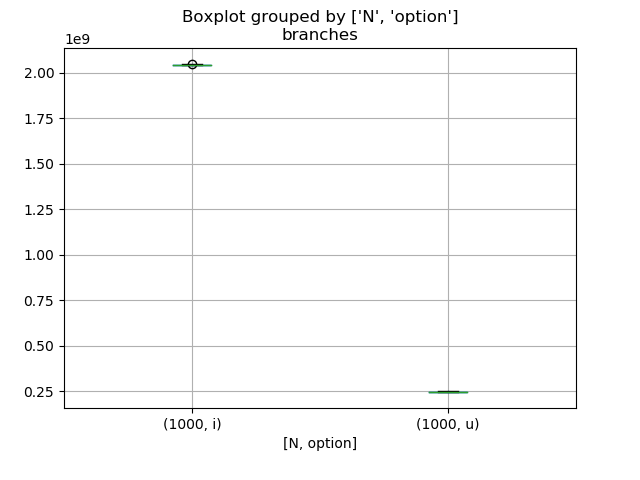 Boxplot grouped by ['N', 'option']
branches
1e9
2.00
1.75
1.50
1.25
1.00
0.75
0.50
0.25
(1000, i) (1000, u)
[N, option]